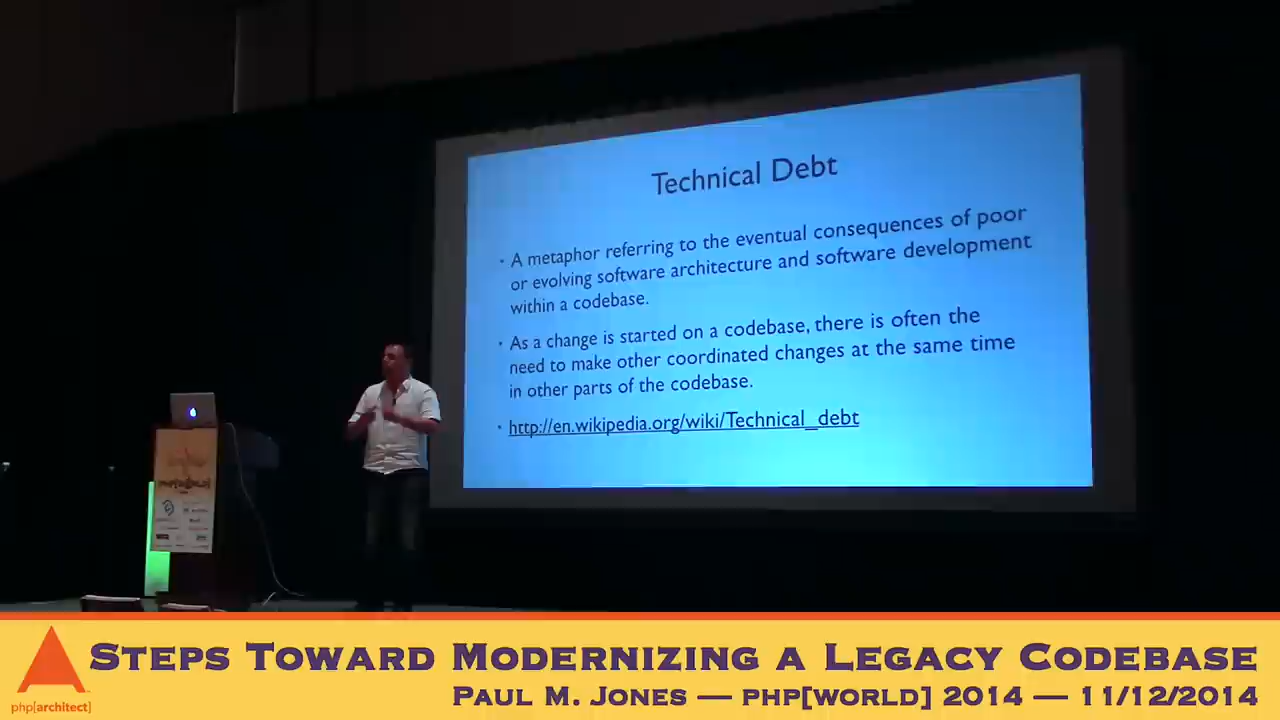 Technical Debt
• A metaphor referring to the eventual consequences of poor
or evolving software architecture and software development
within a codebase.
• As a change is started on a codebase, there is often the
need to make other coordinated changes at the same time
in other parts of the codebase.
• http://en.wikipedia.org/wiki/Technical_debt
php[world]
STEPS TOWARD MODERNIZING A LEGACY CODEBASE
PAUL M. JONES — PHP[WORLD] 2014 — 11/12/2014
php[architect]